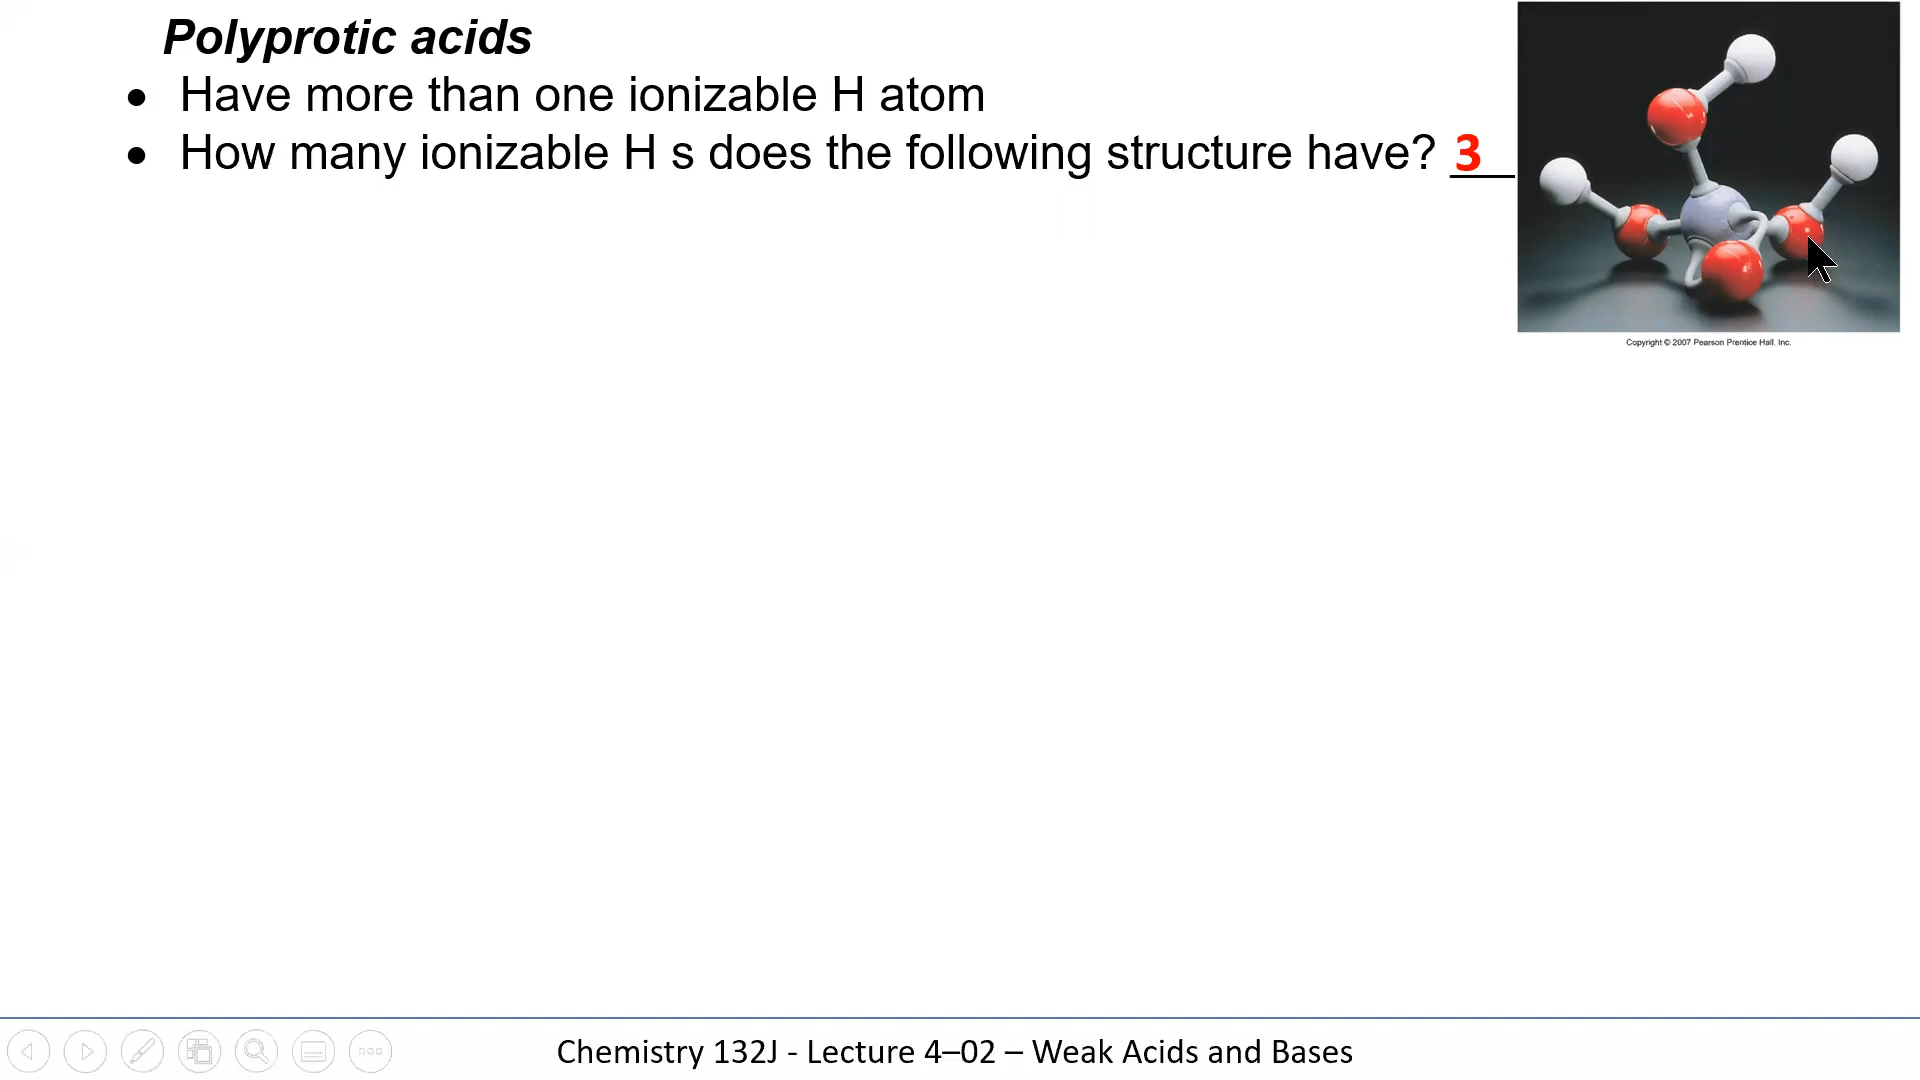 Polyprotic acids
• Have more than one ionizable H atom
• How many ionizable H s does the following structure have? 3
Copyright © 2007 Pearson Prentice Hall, Inc.
Chemistry 132J - Lecture 4–02 – Weak Acids and Bases